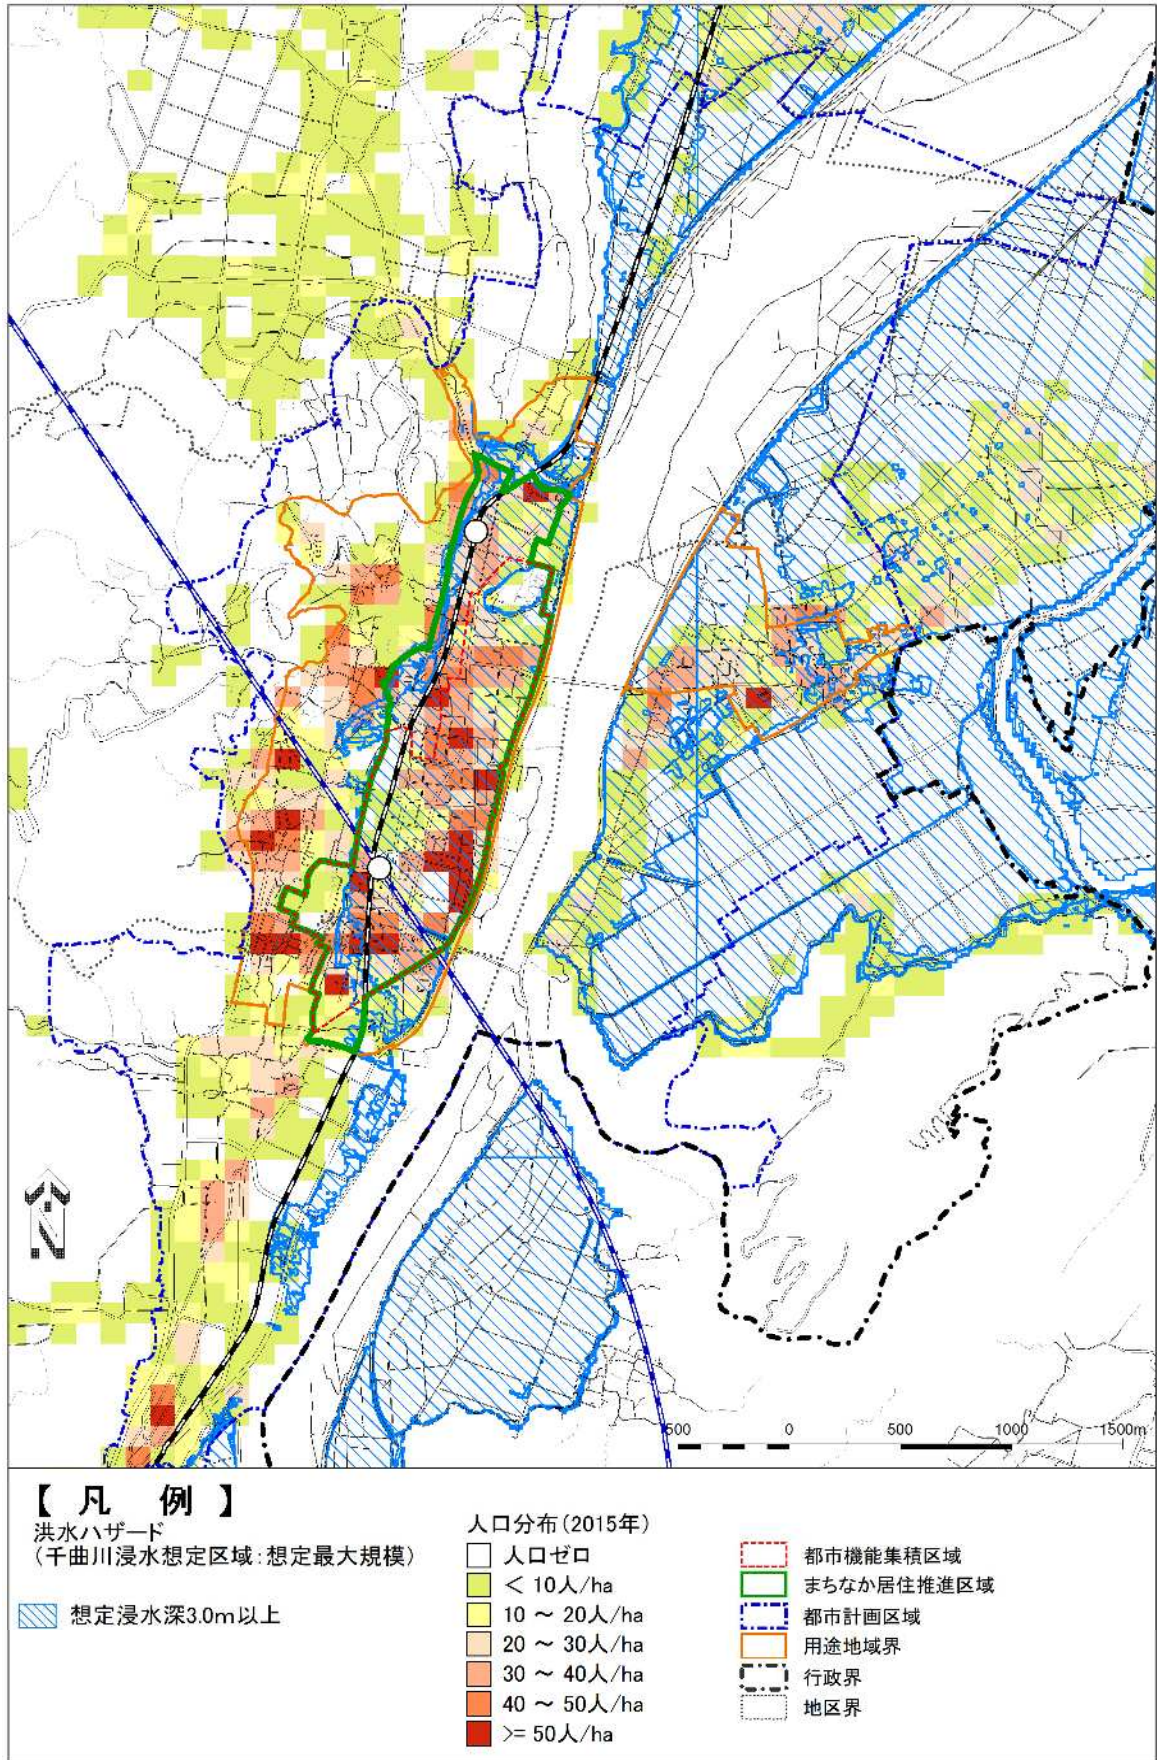 -500 0 500 1000 1500m
【 凡 例 】
洪水ハザード
（千曲川浸水想定区域：想定最大規模）
想定浸水深3.0m以上
人口分布(2015年)
人口ゼロ
< 10人/ha
10 ～ 20人/ha
20 ～ 30人/ha
30 ～ 40人/ha
40 ～ 50人/ha
>= 50人/ha
都市機能集積区域
まちなか居住推進区域
都市計画区域
用途地域界
行政界
地区界